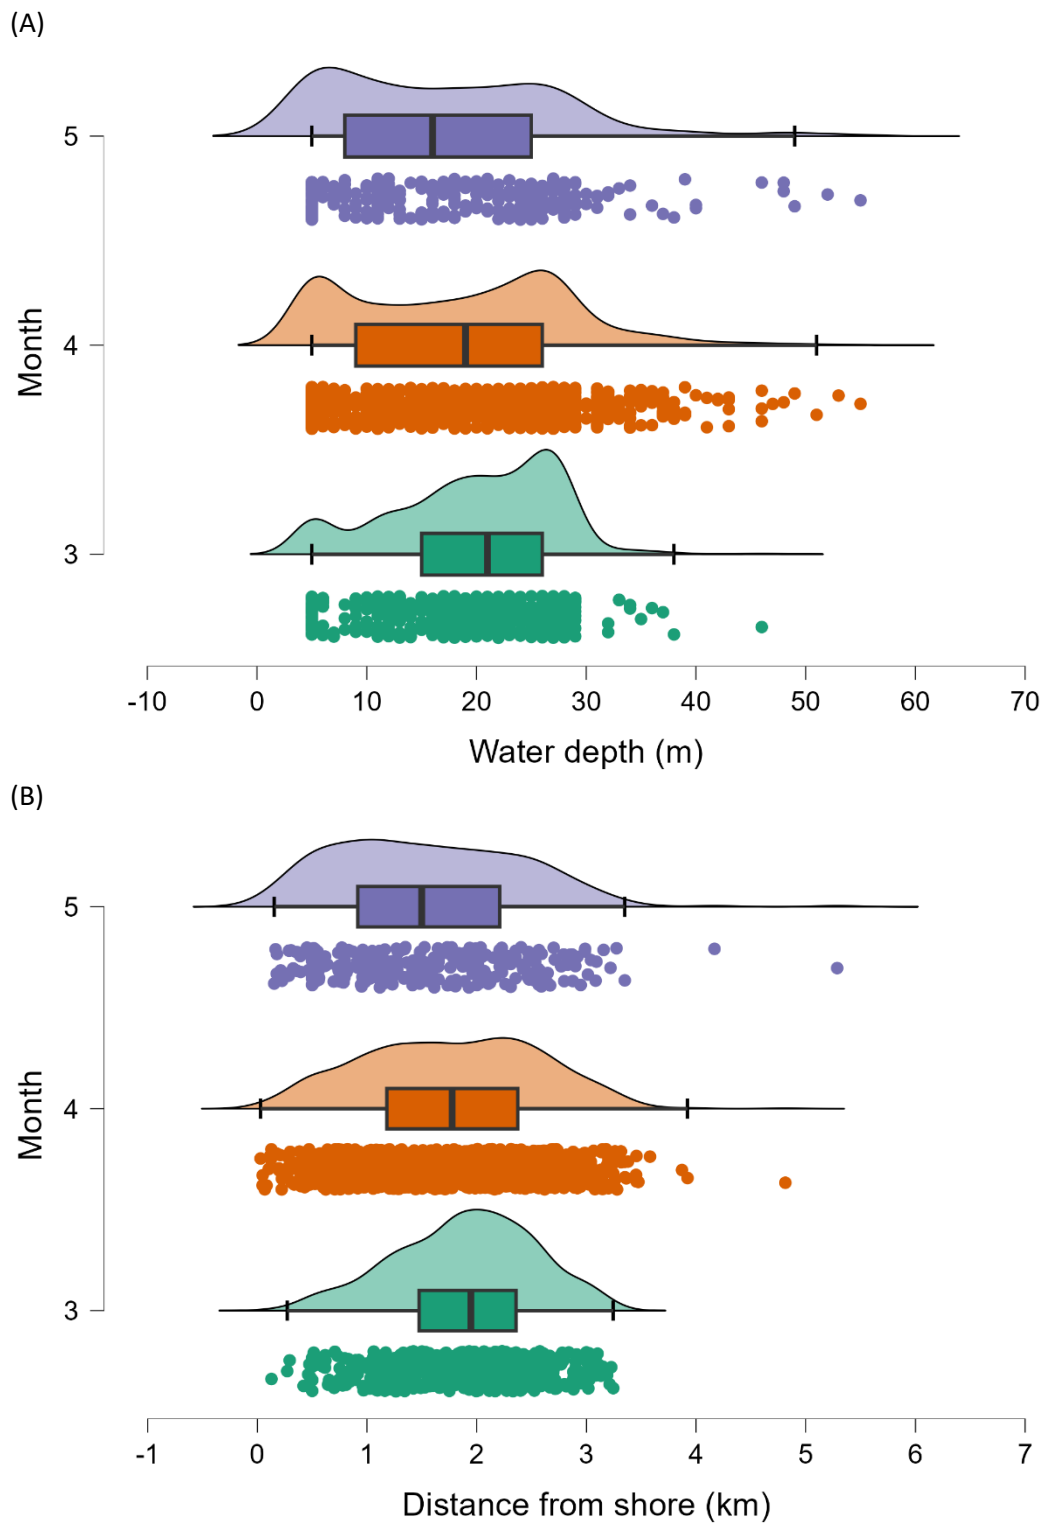 (A)
5
4
3
Month
-10 0 10 20 30 40 50 60 70
Water depth (m)
(B)
5
4
3
Month
-1 0 1 2 3 4 5 6 7
Distance from shore (km)